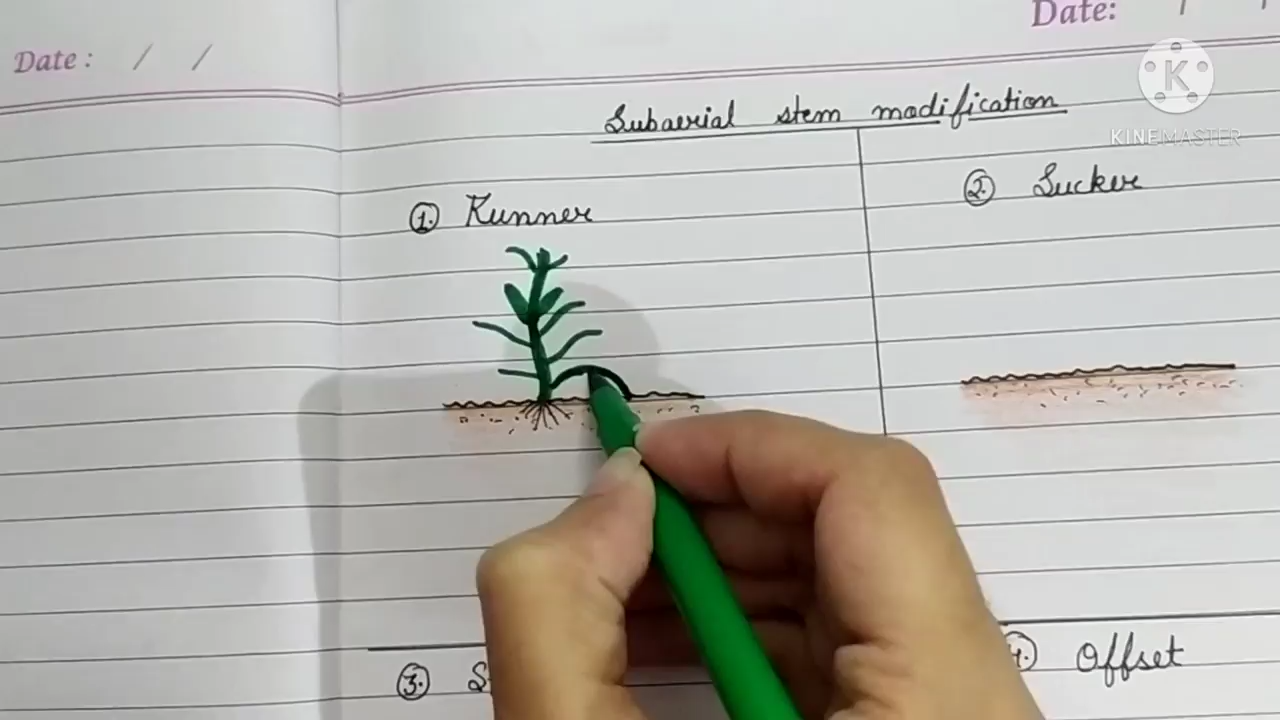 Date: / /
Date: / /
K
KINEMASTER
Subaerial stem modification
1. Runner
2. Sucker
3. S
4. Offset